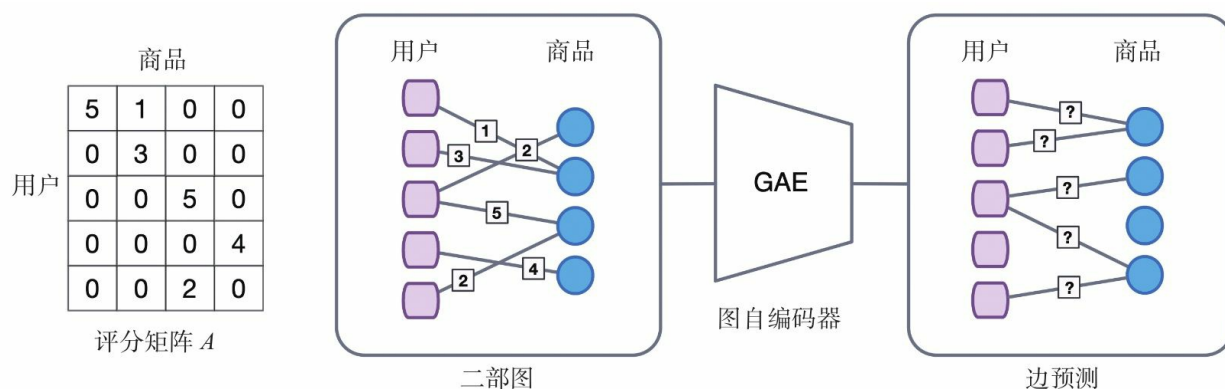 商品
5 1 0 0
0 3 0 0
用户
0 0 5 0
0 0 0 4
0 0 2 0
评分矩阵 A
用户 商品
1
2
3
5
4
2
二部图
GAE
图自编码器
用户 商品
?
?
?
?
?
边预测